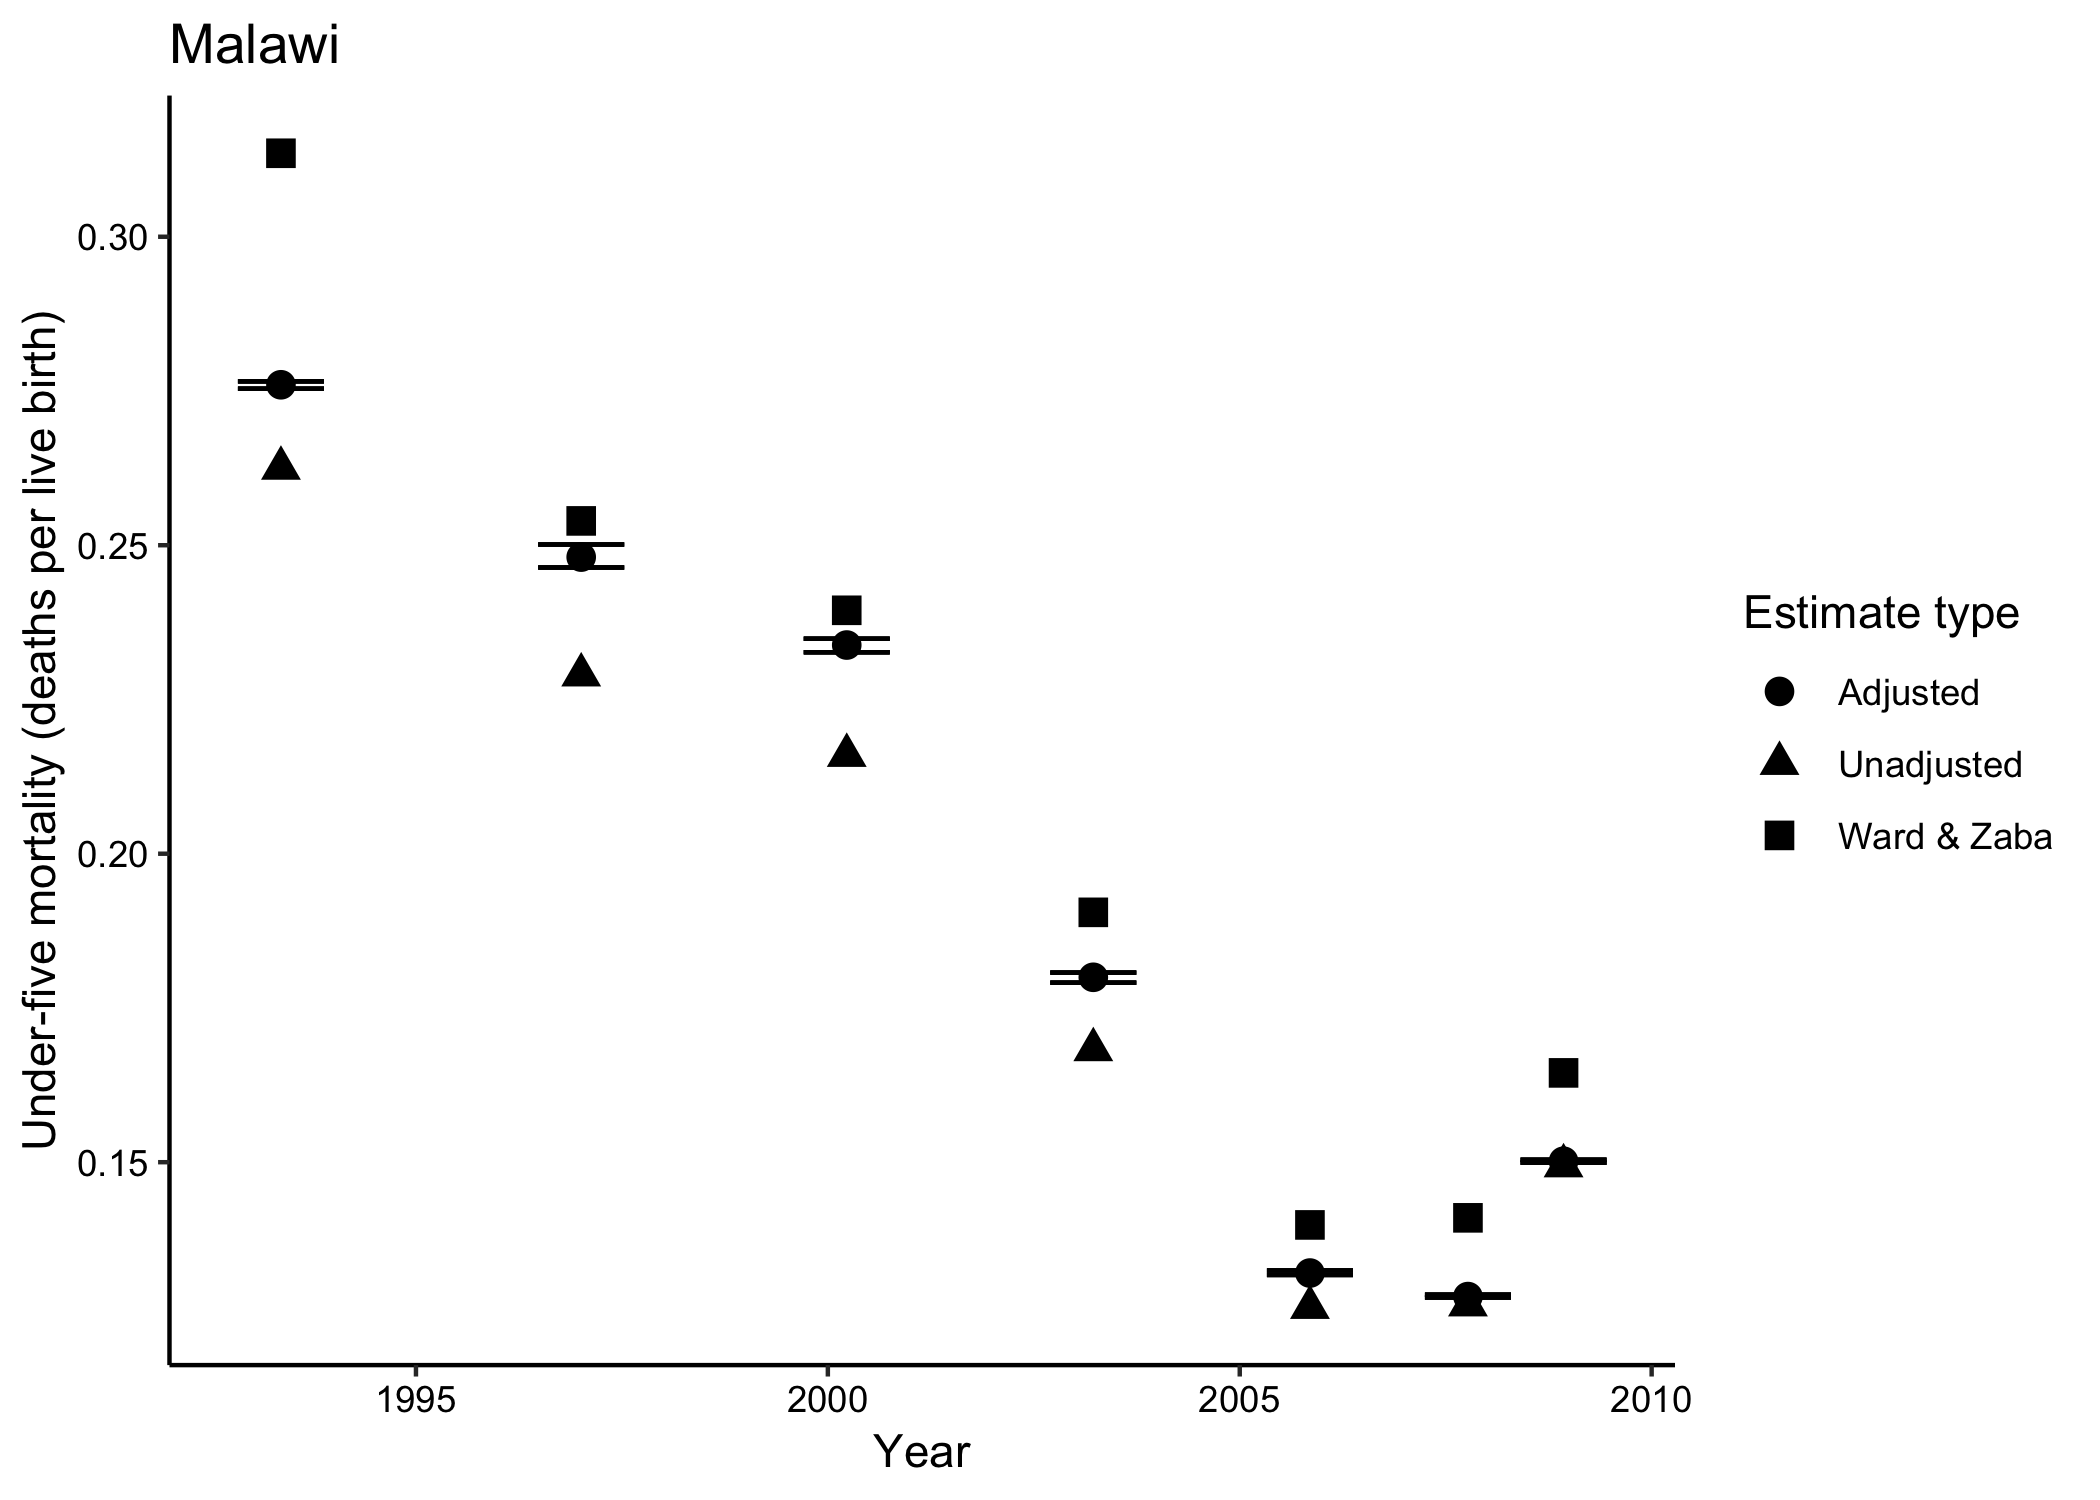 Malawi
Under-five mortality (deaths per live birth)
0.30
0.25
0.20
0.15
1995
2000
2005
2010
Year
Estimate type
Adjusted
Unadjusted
Ward & Zaba